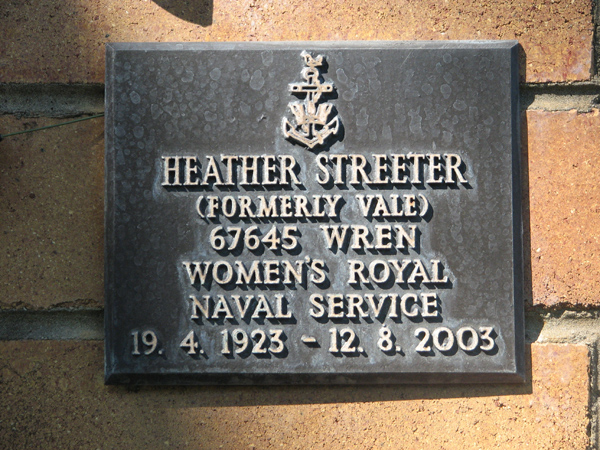 HEATHER STREETER
(FORMERLY VALE)
67645 WREN
WOMEN'S ROYAL
NAVAL SERVICE
19. 4. 1923 - 12. 8. 2003